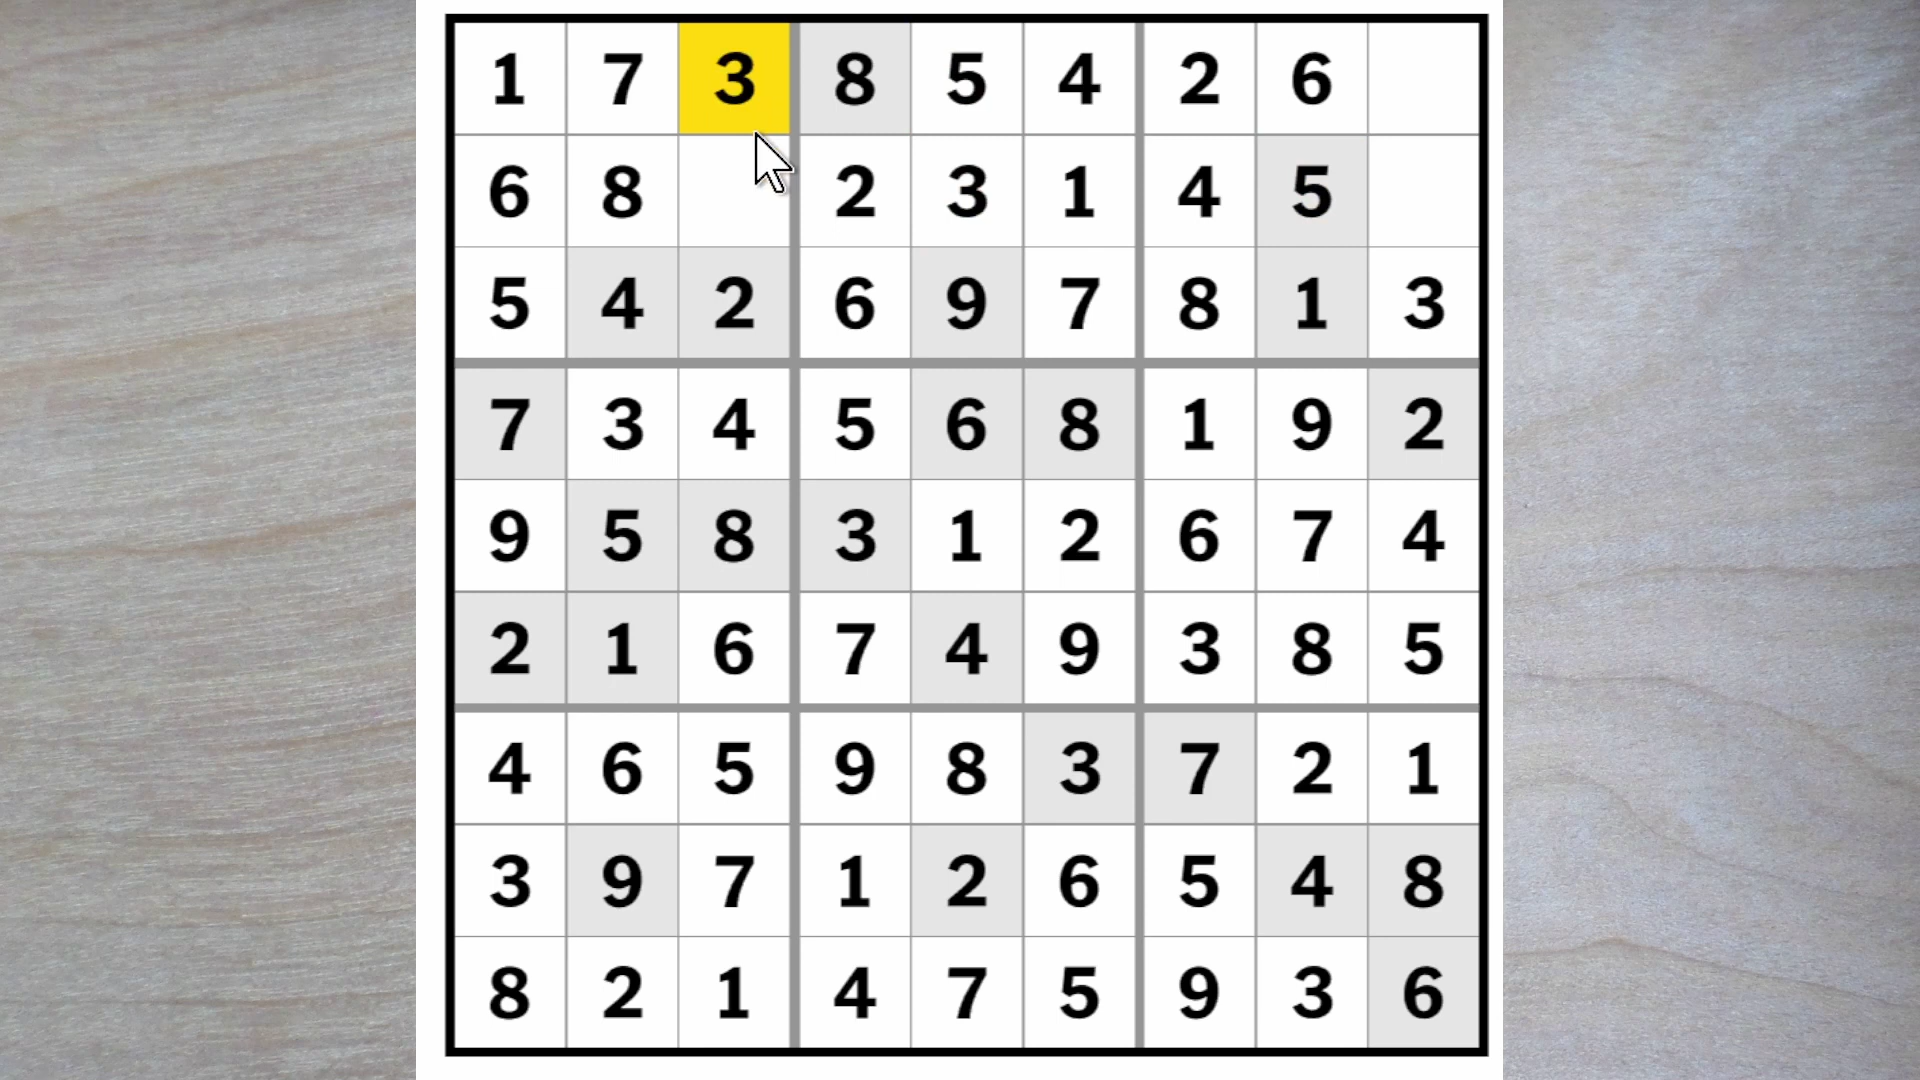 1 7 3 8 5 4 2 6
6 8 2 3 1 4 5
5 4 2 6 9 7 8 1 3
7 3 4 5 6 8 1 9 2
9 5 8 3 1 2 6 7 4
2 1 6 7 4 9 3 8 5
4 6 5 9 8 3 7 2 1
3 9 7 1 2 6 5 4 8
8 2 1 4 7 5 9 3 6